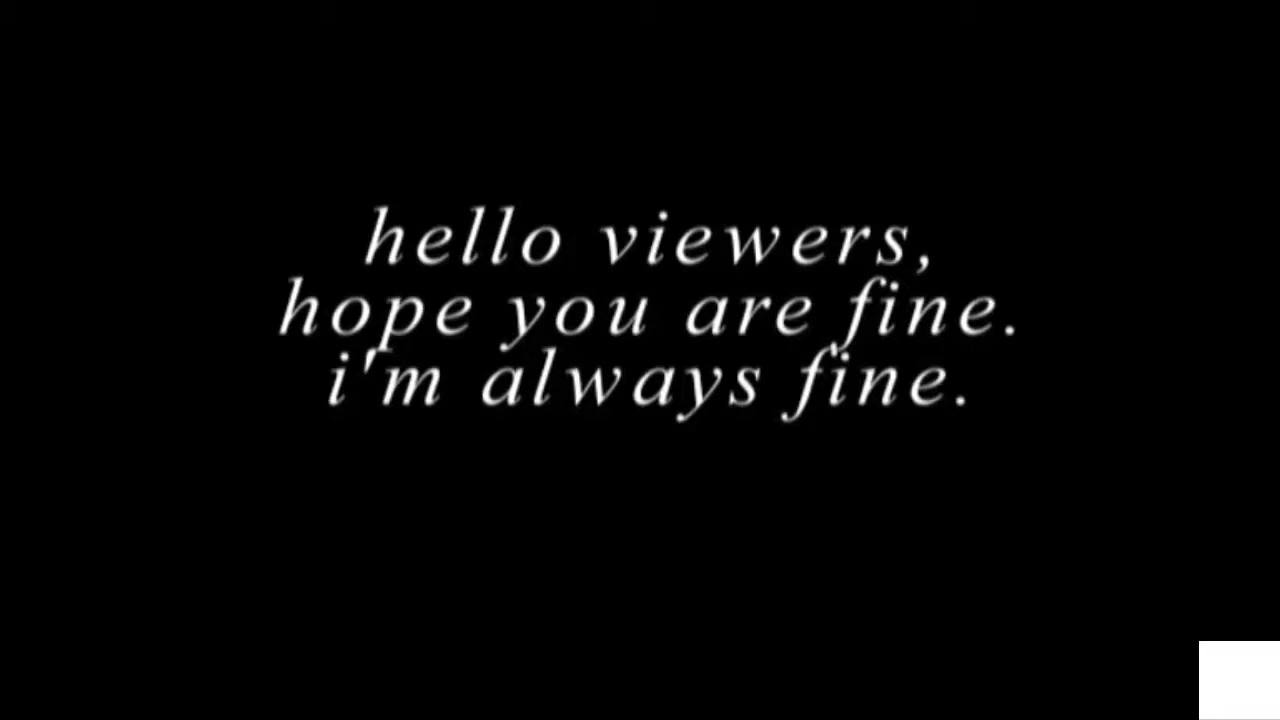 hello viewers,
hope you are fine.
i'm always fine.